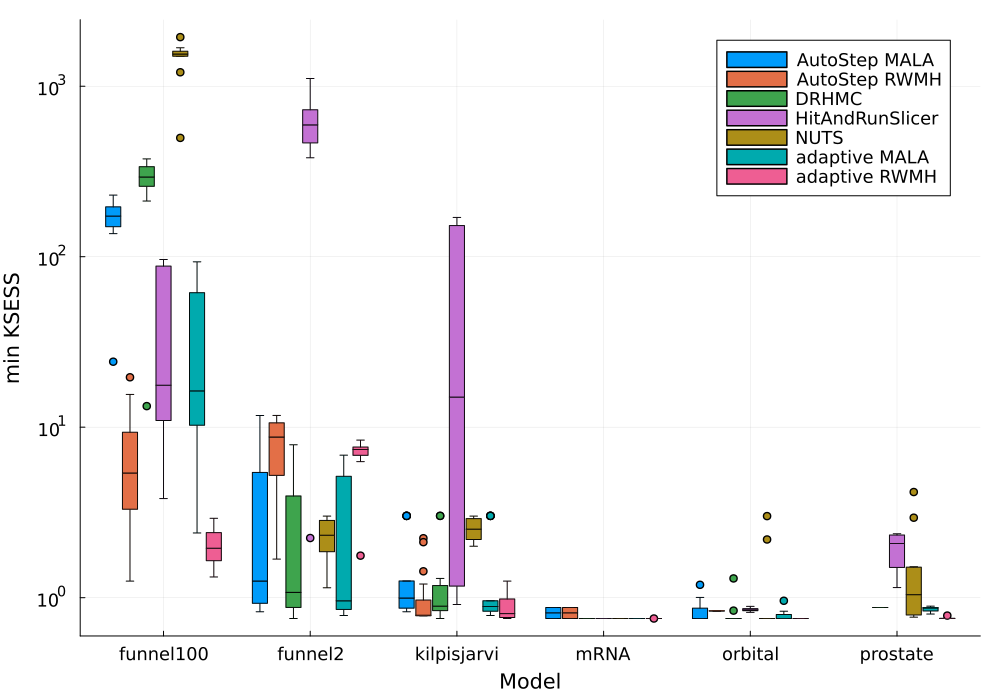 min KSESS
10³
10²
10¹
10⁰
AutoStep MALA
AutoStep RWMH
DRHMC
HitAndRunSlicer
NUTS
adaptive MALA
adaptive RWMH
funnel100 funnel2 kilpisjarvi mRNA orbital prostate
Model